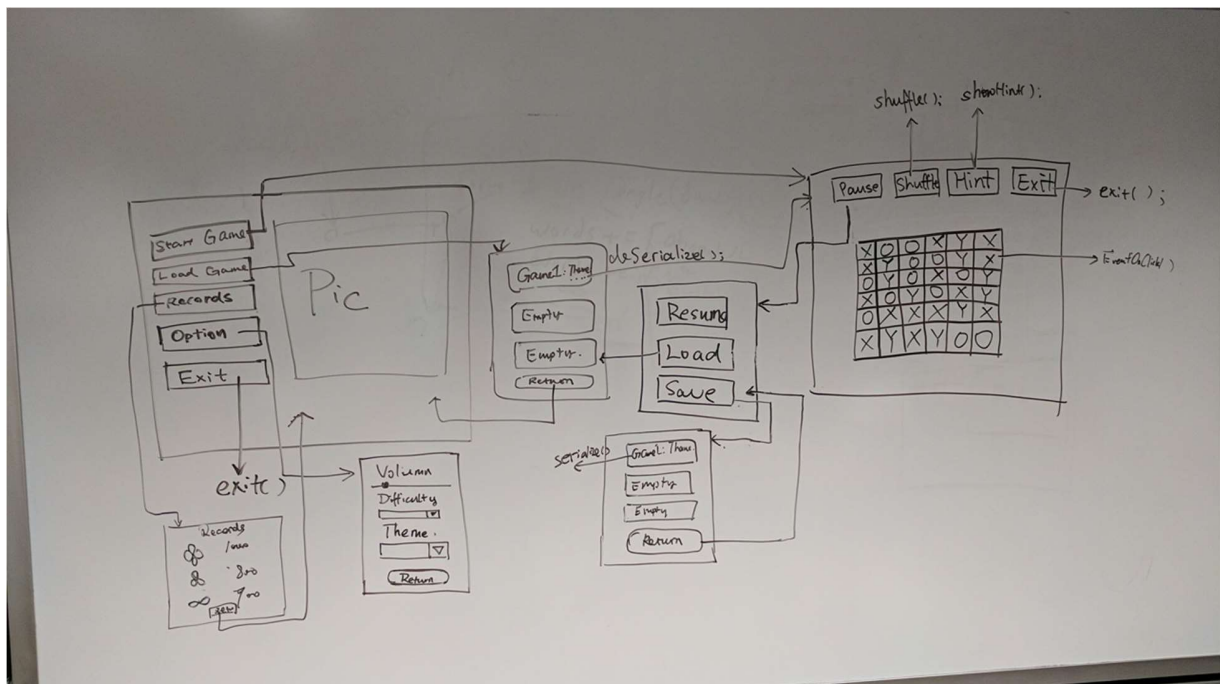 shuffle(); showHint();
Pause Shuffle Hint Exit
exit();
Start Game
Load Game
Records
Option
Exit
exit()
Pic
Game1: Theme
deSerialize();
Empty
Empty.
Return
Resume
Load
Save
X O O X Y X
X Y O O Y X
O Y O X O Y
X O Y O X Y
O X X X Y Y
X Y X Y O O
serialize()
Game1: Theme
Empty
Empty
Return
Volumn
Difficulty
Theme.
Return
Records
1000
800
700